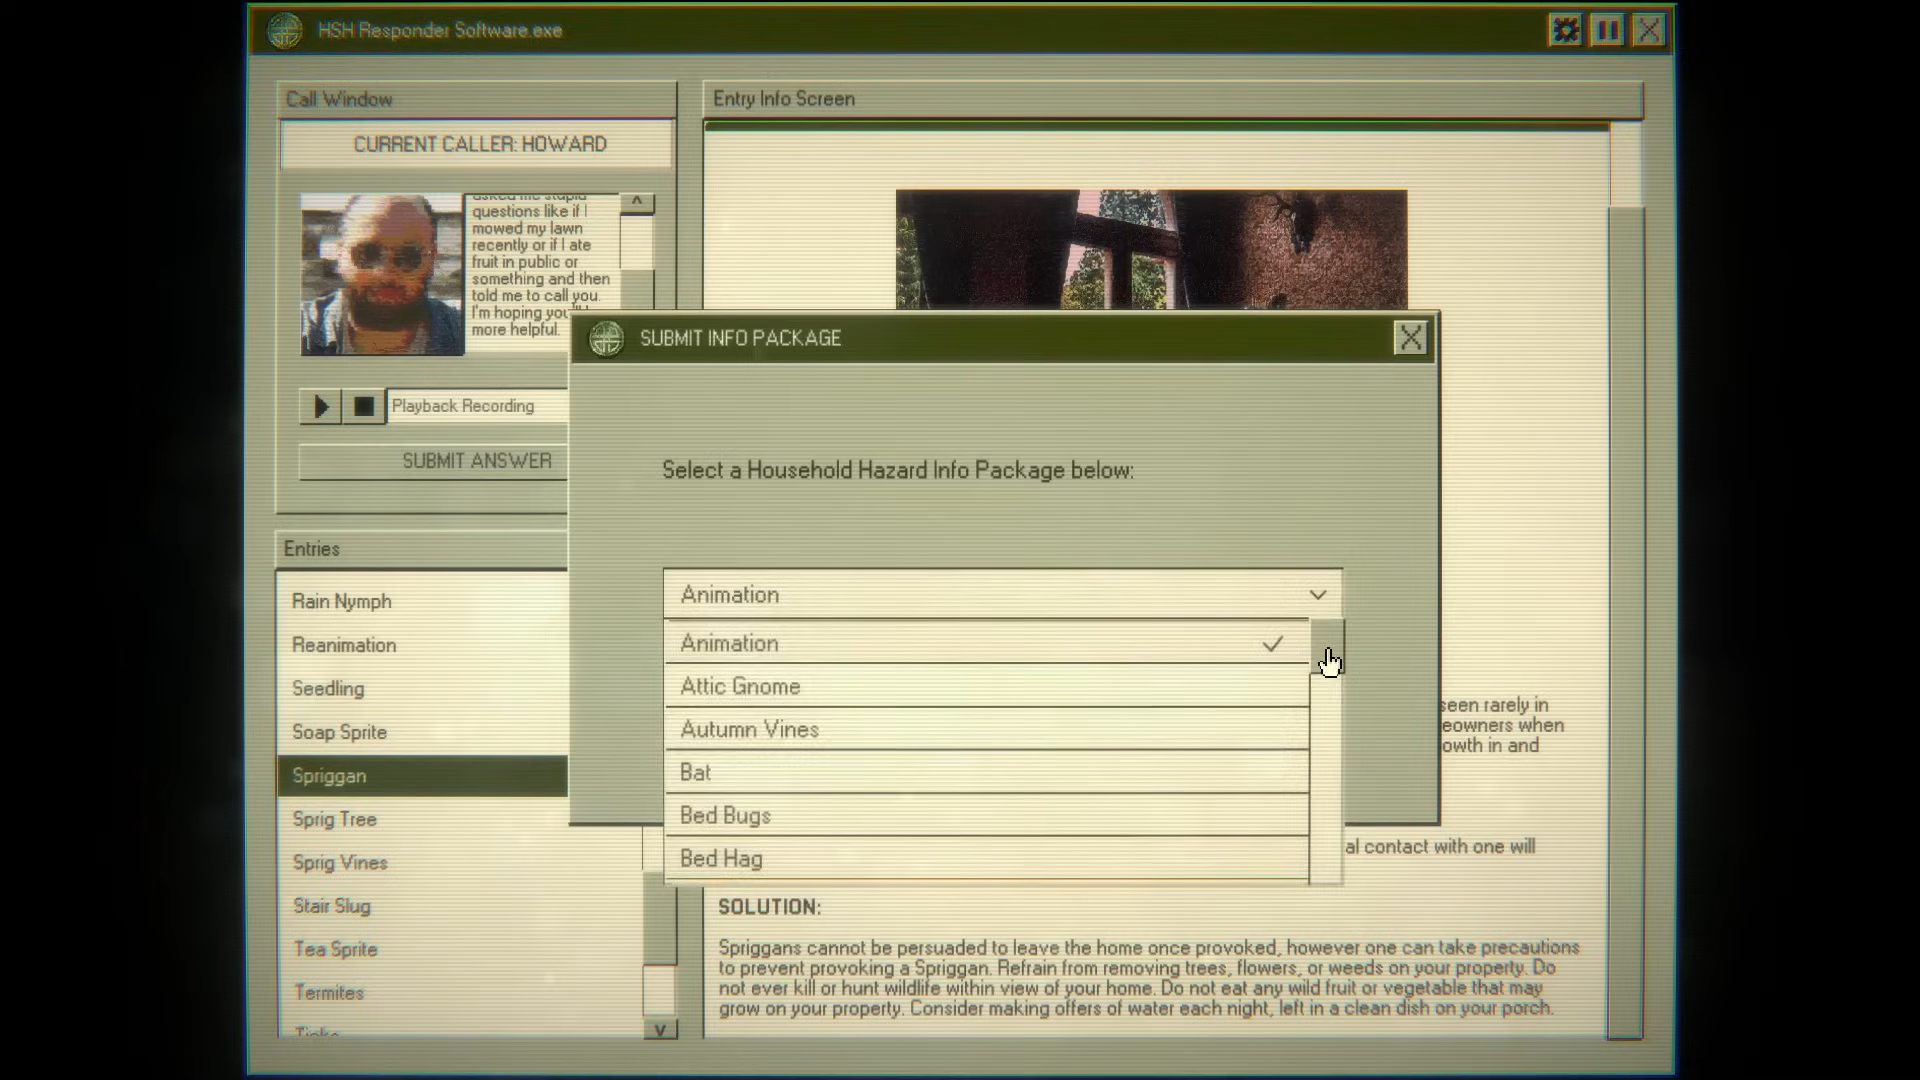 HSH Responder Software.exe
Call Window
CURRENT CALLER: HOWARD
asked me stupid
questions like if I
mowed my lawn
recently or if I ate
fruit in public or
something and then
told me to call you.
I'm hoping you'll
more helpful.
Playback Recording
SUBMIT ANSWER
Entries
Rain Nymph
Reanimation
Seedling
Soap Sprite
Spriggan
Sprig Tree
Sprig Vines
Stair Slug
Tea Sprite
Termites
Ticks
Entry Info Screen
SUBMIT INFO PACKAGE
Select a Household Hazard Info Package below:
Animation
Animation
Attic Gnome
Autumn Vines
Bat
Bed Bugs
Bed Hag
seen rarely in
eowners when
owth in and
al contact with one will
SOLUTION:
Spriggans cannot be persuaded to leave the home once provoked, however one can take precautions
to prevent provoking a Spriggan. Refrain from removing trees, flowers, or weeds on your property. Do
not ever kill or hunt wildlife within view of your home. Do not eat any wild fruit or vegetable that may
grow on your property. Consider making offers of water each night, left in a clean dish on your porch.